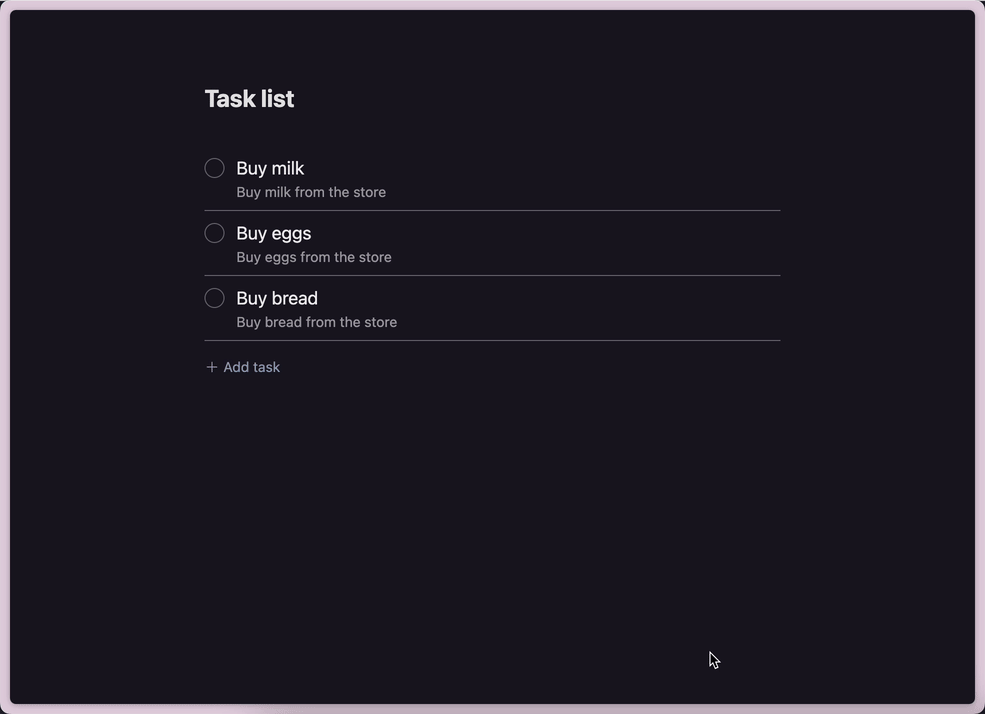 Task list
Buy milk
Buy milk from the store
Buy eggs
Buy eggs from the store
Buy bread
Buy bread from the store
+ Add task